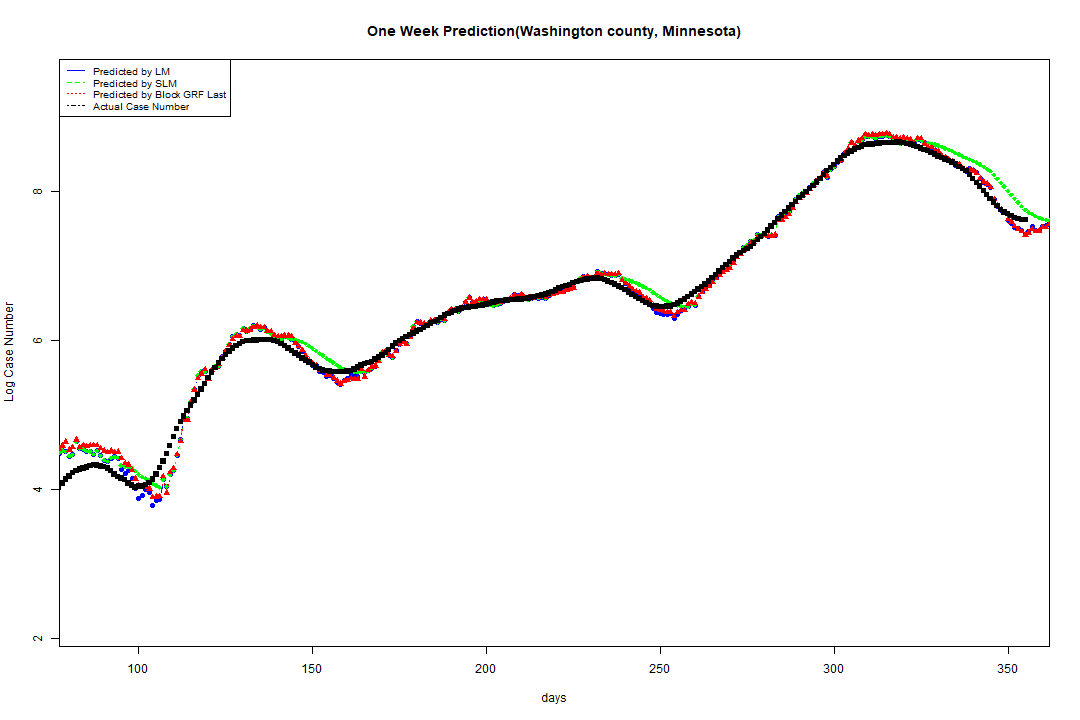 One Week Prediction(Washington county, Minnesota)
Predicted by LM
Predicted by SLM
Predicted by Block GRF Last
Actual Case Number
Log Case Number
8
6
4
2
100 150 200 250 300 350
days